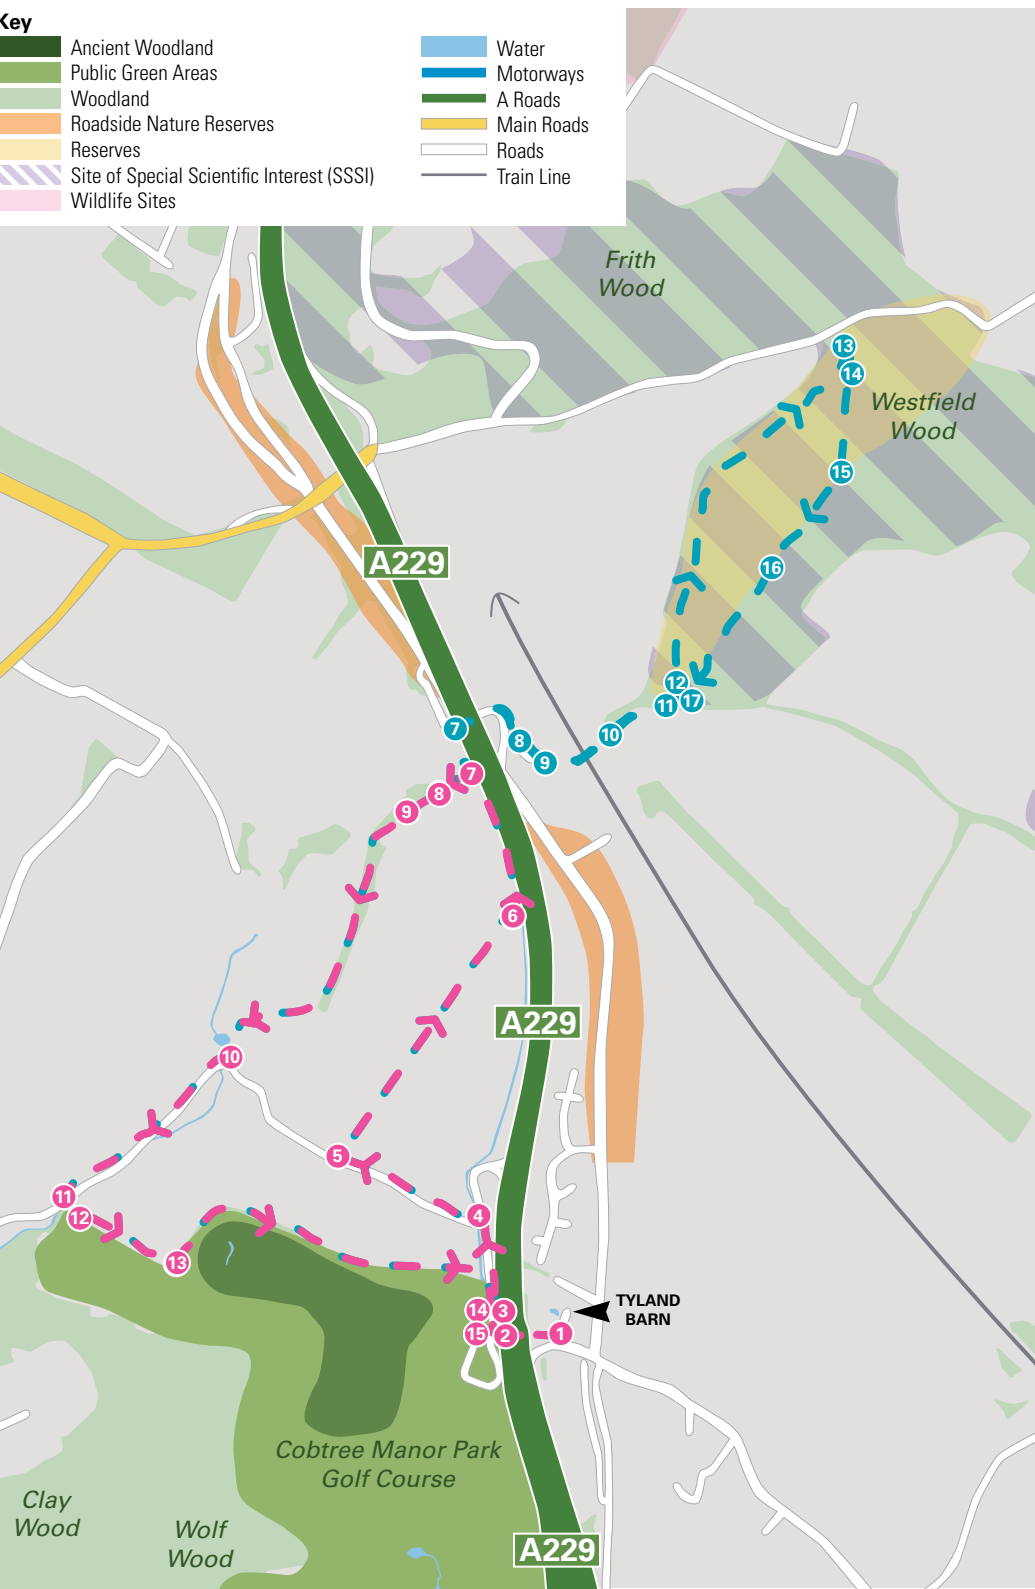 Key
Ancient Woodland
Public Green Areas
Woodland
Roadside Nature Reserves
Reserves
Site of Special Scientific Interest (SSSI)
Wildlife Sites
Water
Motorways
A Roads
Main Roads
Roads
Train Line
Frith
Wood
13
14
Westfield
Wood
15
16
A229
12
11
17
10
7
8
9
7
8
9
6
A229
10
5
11
12
4
13
14
3
15
2
1
TYLAND
BARN
Cobtree Manor Park
Golf Course
Clay
Wood
Wolf
Wood
A229